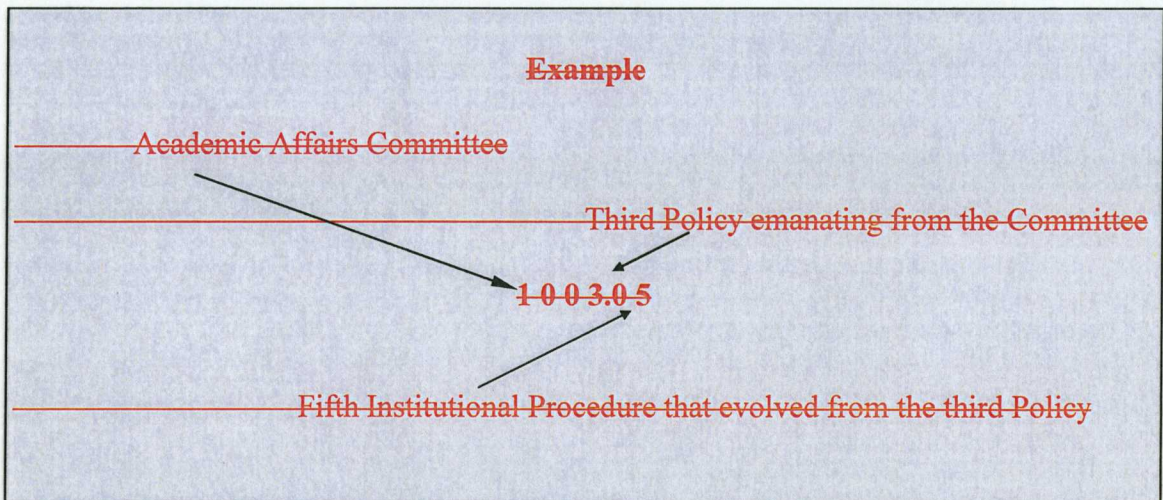 Example
Academic Affairs Committee
Third Policy emanating from the Committee
1 0 0 3.0 5
Fifth Institutional Procedure that evolved from the third Policy